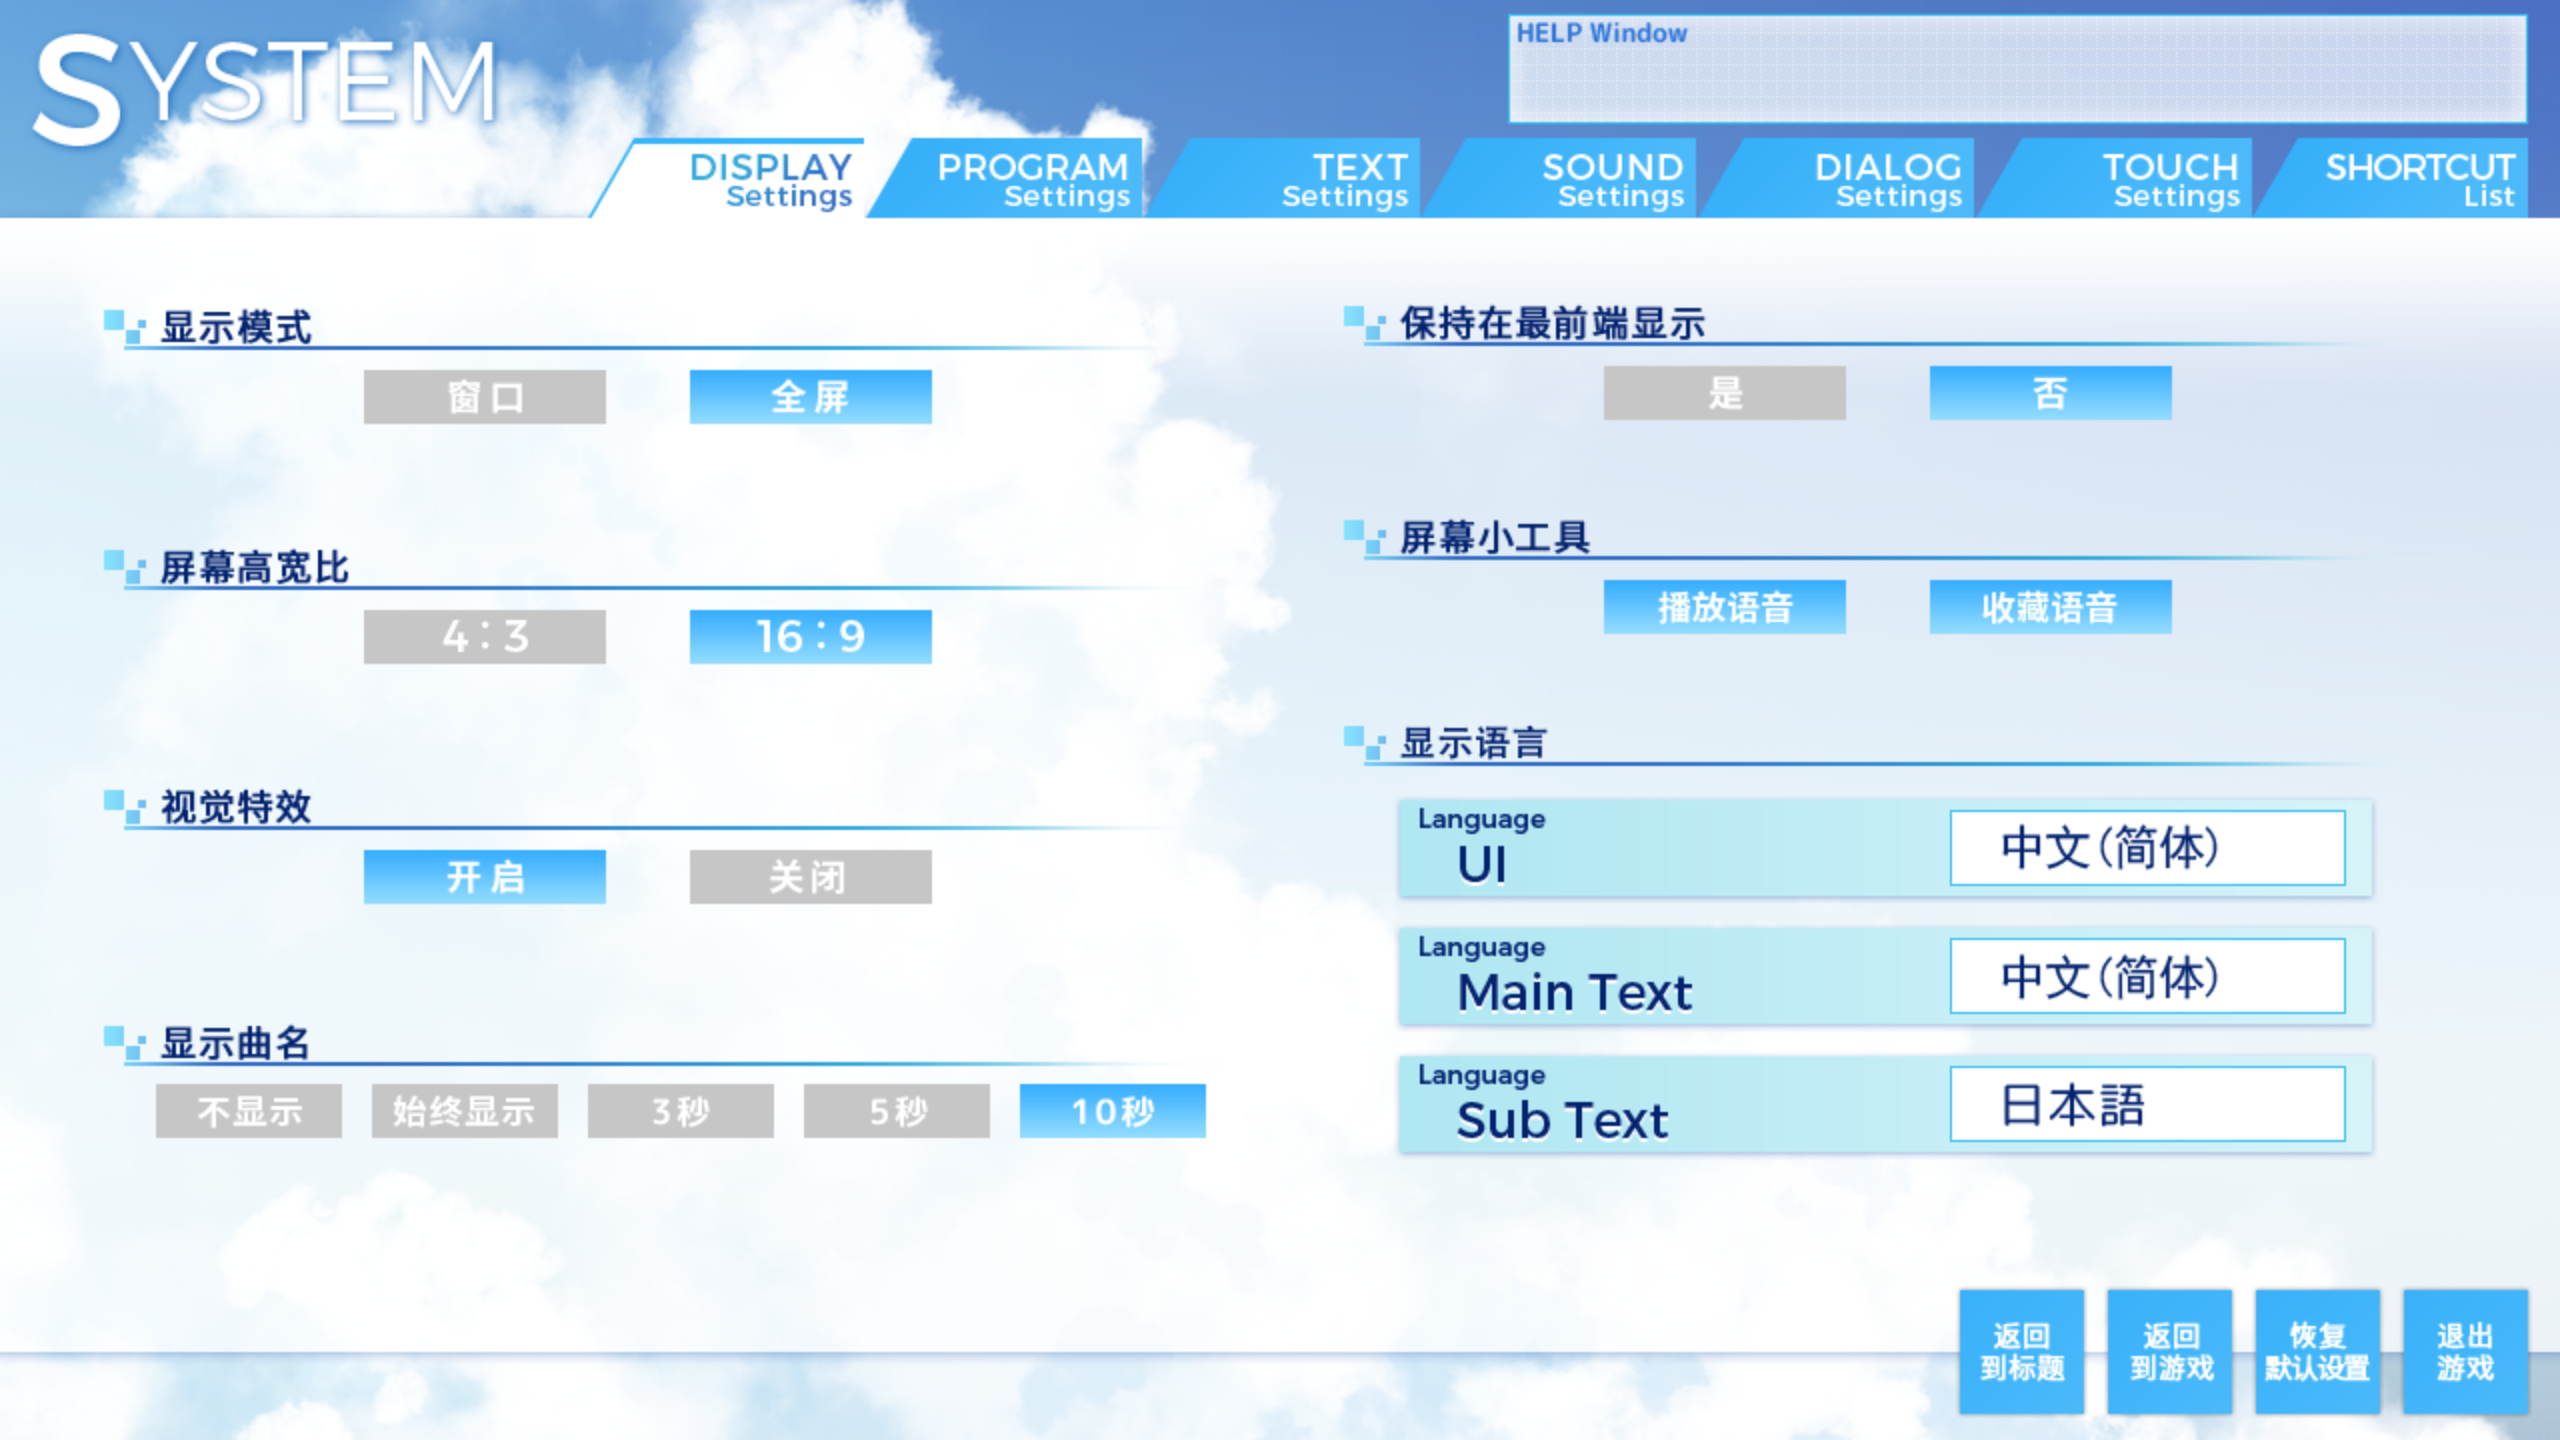 SYSTEM
HELP Window
DISPLAY
Settings
PROGRAM
Settings
TEXT
Settings
SOUND
Settings
DIALOG
Settings
TOUCH
Settings
SHORTCUT
List
显示模式
窗口 全屏
屏幕高宽比
4：3 16：9
视觉特效
开启 关闭
显示曲名
不显示 始终显示 3秒 5秒 10秒
保持在最前端显示
是 否
屏幕小工具
播放语音 收藏语音
显示语言
Language
UI 中文(简体)
Language
Main Text 中文(简体)
Language
Sub Text 日本語
返回
到标题
返回
到游戏
恢复
默认设置
退出
游戏